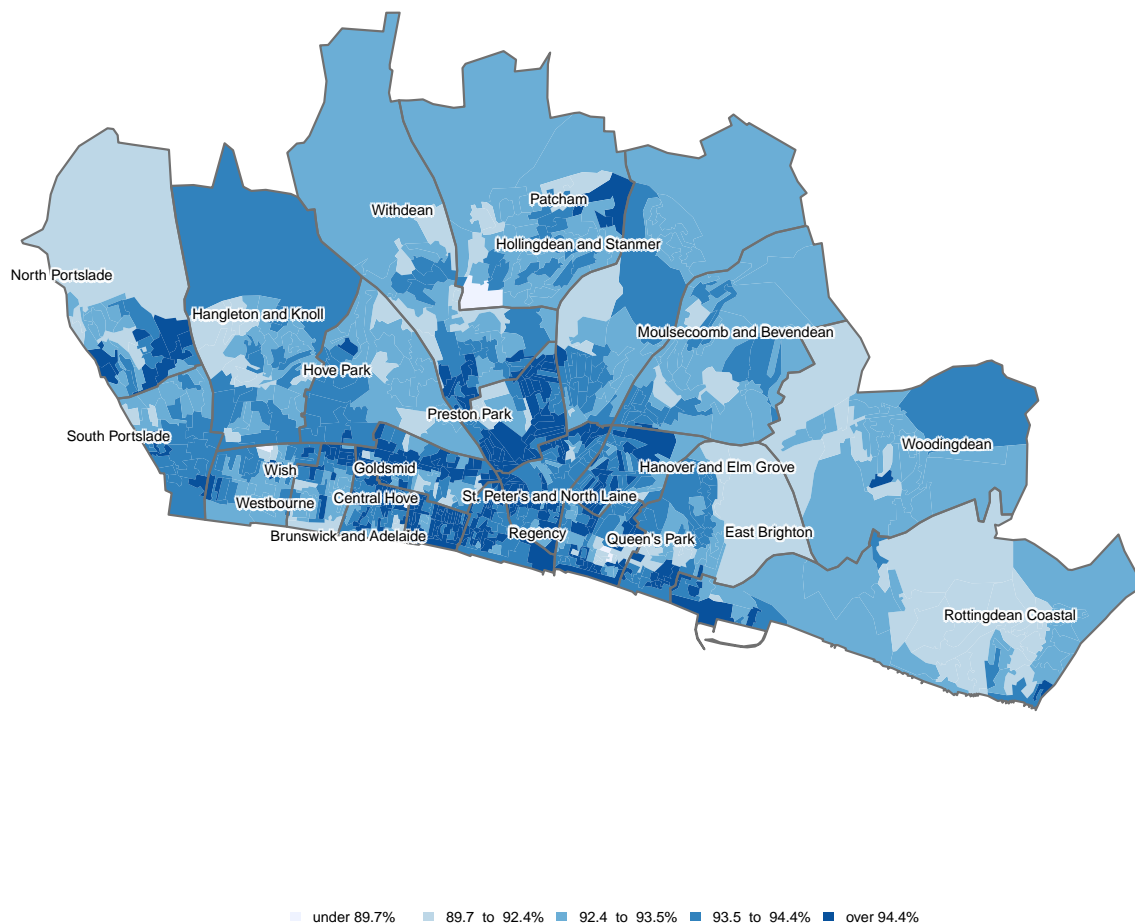 Patcham
Withdean
Hollingdean and Stanmer
North Portslade
Hangleton and Knoll
Moulsecoomb and Bevendean
Hove Park
Preston Park
South Portslade
Woodingdean
Wish
Goldsmid
Hanover and Elm Grove
Westbourne
Central Hove
St. Peter's and North Laine
Brunswick and Adelaide
Regency
Queen's Park
East Brighton
Rottingdean Coastal
under 89.7%
89.7 to 92.4%
92.4 to 93.5%
93.5 to 94.4%
over 94.4%